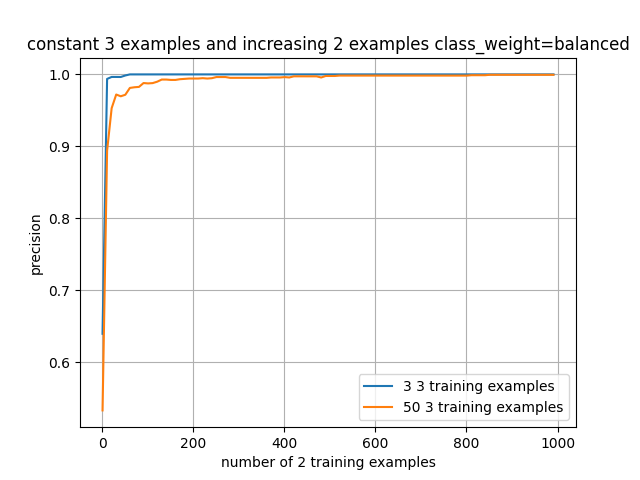 constant 3 examples and increasing 2 examples class_weight=balanced
1.0
0.9
0.8
0.7
0.6
precision
0 200 400 600 800 1000
number of 2 training examples
3 3 training examples
50 3 training examples